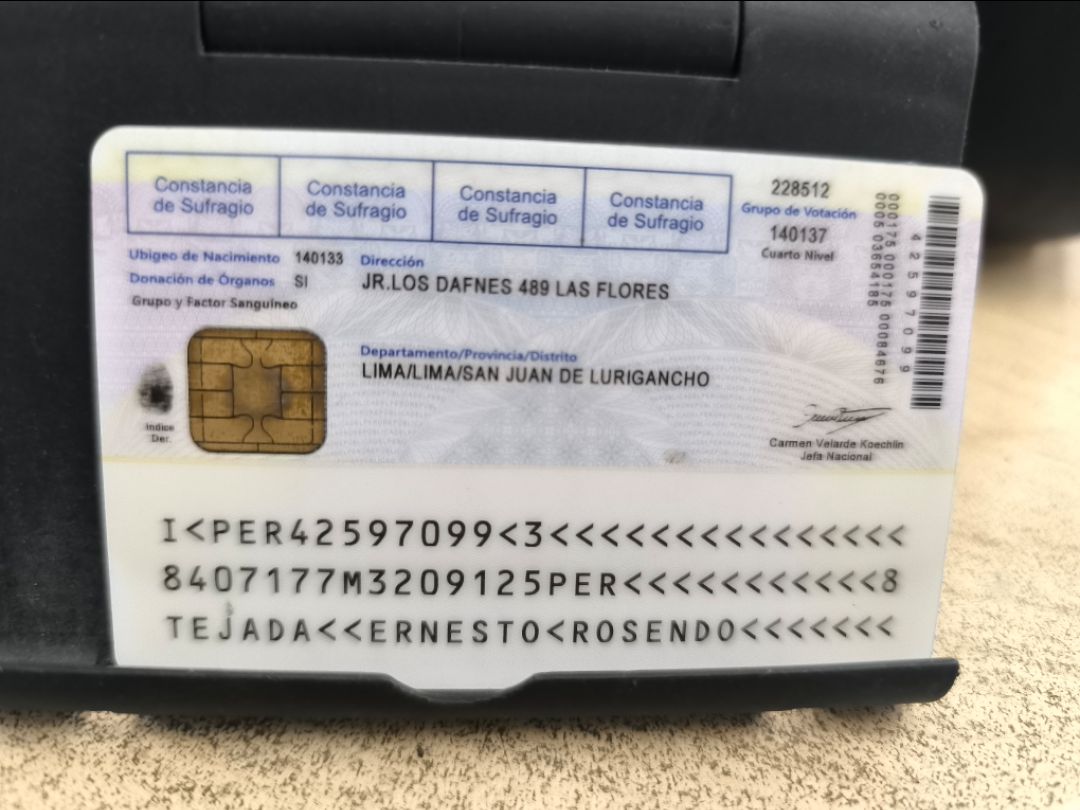 Constancia de Sufragio
Constancia de Sufragio
Constancia de Sufragio
Constancia de Sufragio
228512
Grupo de Votación
140137
Cuarto Nivel
Ubigeo de Nacimiento 140133
Donación de Órganos SI
Grupo y Factor Sanguíneo
Dirección
JR.LOS DAFNES 489 LAS FLORES
Departamento/Provincia/Distrito
LIMA/LIMA/SAN JUAN DE LURIGANCHO
Indice
Der.
Carmen Velarde Koechlin
Jefa Nacional
42597099
I<PER42597099<3<<<<<<<<<<<<<<<
8407177M3209125PER<<<<<<<<<<<8
TEJADA<<ERNESTO<ROSENDO<<<<<<<